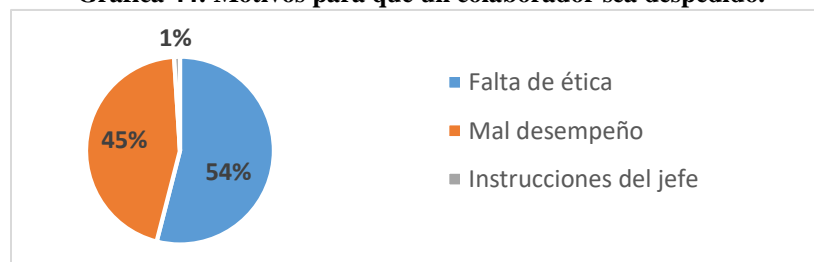 Gráfica 44. Motivos para que un colaborador sea despedido.
1%
45%
54%
Falta de ética
Mal desempeño
Instrucciones del jefe